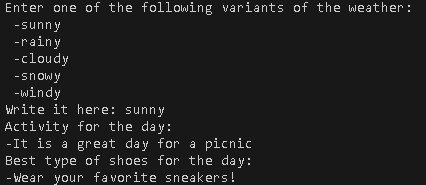 Enter one of the following variants of the weather:
-sunny
-rainy
-cloudy
-snowy
-windy
Write it here: sunny
Activity for the day:
-It is a great day for a picnic
Best type of shoes for the day:
-Wear your favorite sneakers!